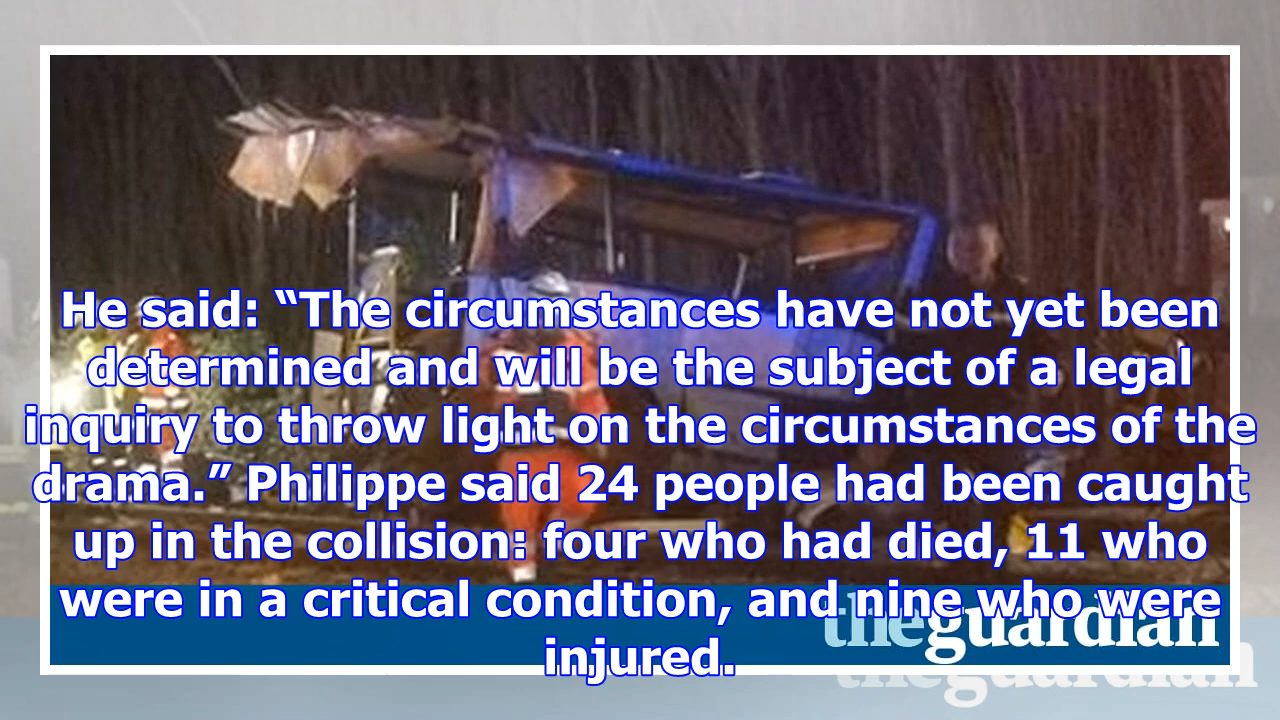 He said: “The circumstances have not yet been
determined and will be the subject of a legal
inquiry to throw light on the circumstances of the
drama.” Philippe said 24 people had been caught
up in the collision: four who had died, 11 who
were in a critical condition, and nine who were
injured.
theguardian
theguardian